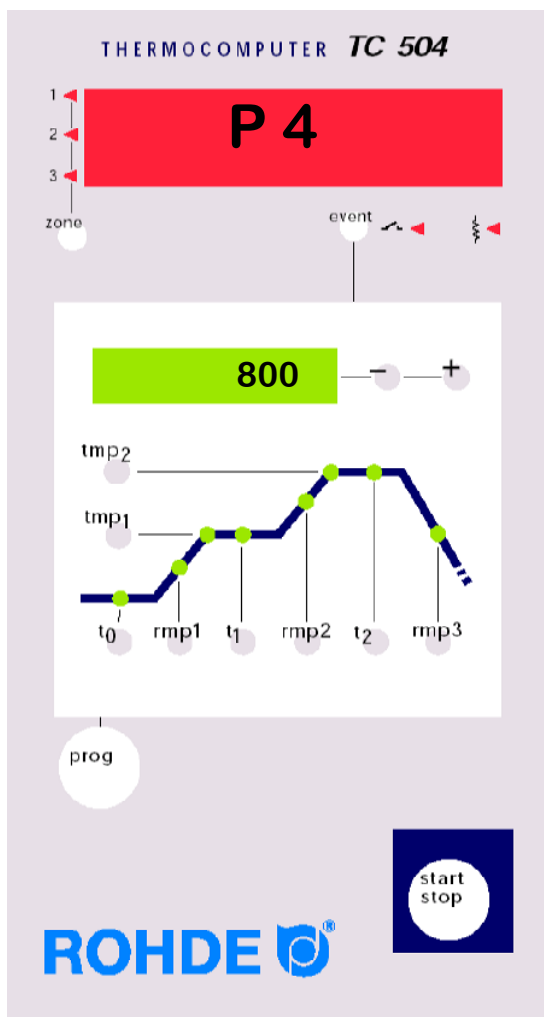 THERMOCOMPUTER TC 504
1
P 4
2
3
zone
event
800
- +
tmp2
tmp1
t0 rmp1 t1 rmp2 t2 rmp3
prog
start
stop
ROHDE ®